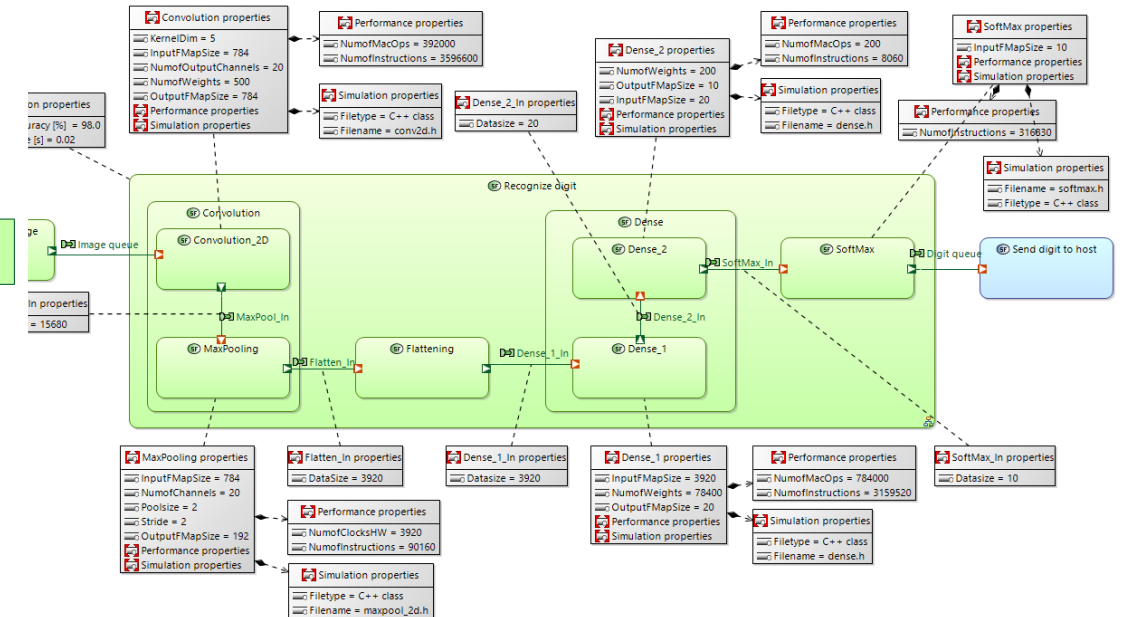 Convolution properties
KernelDim = 5
InputFMapSize = 784
NumofOutputChannels = 20
NumofWeights = 500
OutputFMapSize = 784
Performance properties
Simulation properties
Performance properties
NumofMacOps = 392000
NumofInstructions = 3596600
Simulation properties
Filetype = C++ class
Filename = conv2d.h
Dense_2_In properties
Datasize = 20
Dense_2 properties
NumofWeights = 200
OutputFMapSize = 10
InputFMapSize = 20
Performance properties
Simulation properties
Performance properties
NumofMacOps = 200
NumofInstructions = 8060
Simulation properties
Filetype = C++ class
Filename = dense.h
SoftMax properties
InputFMapSize = 10
Performance properties
Simulation properties
Performance properties
NumofInstructions = 316630
Simulation properties
Filename = softmax.h
Filetype = C++ class
on properties
uracy [%] = 98.0
e [s] = 0.02
Recognize digit
Convolution
Convolution_2D
Image queue
ge
In properties
= 15680
MaxPool_In
MaxPooling
Flatten_In
Flattening
Dense_1_In
Dense
Dense_2
SoftMax_In
Dense_2_In
Dense_1
SoftMax
Digit queue
Send digit to host
MaxPooling properties
InputFMapSize = 784
NumofChannels = 20
Poolsize = 2
Stride = 2
OutputFMapSize = 192
Performance properties
Simulation properties
Flatten_In properties
DataSize = 3920
Performance properties
NumofClocksHW = 3920
NumofInstructions = 90160
Simulation properties
Filetype = C++ class
Filename = maxpool_2d.h
Dense_1_In properties
Datasize = 3920
Dense_1 properties
InputFMapSize = 3920
NumofWeights = 78400
OutputFMapSize = 20
Performance properties
Simulation properties
Performance properties
NumofMacOps = 784000
NumofInstructions = 3159520
Simulation properties
Filetype = C++ class
Filename = dense.h
SoftMax_In properties
Datasize = 10